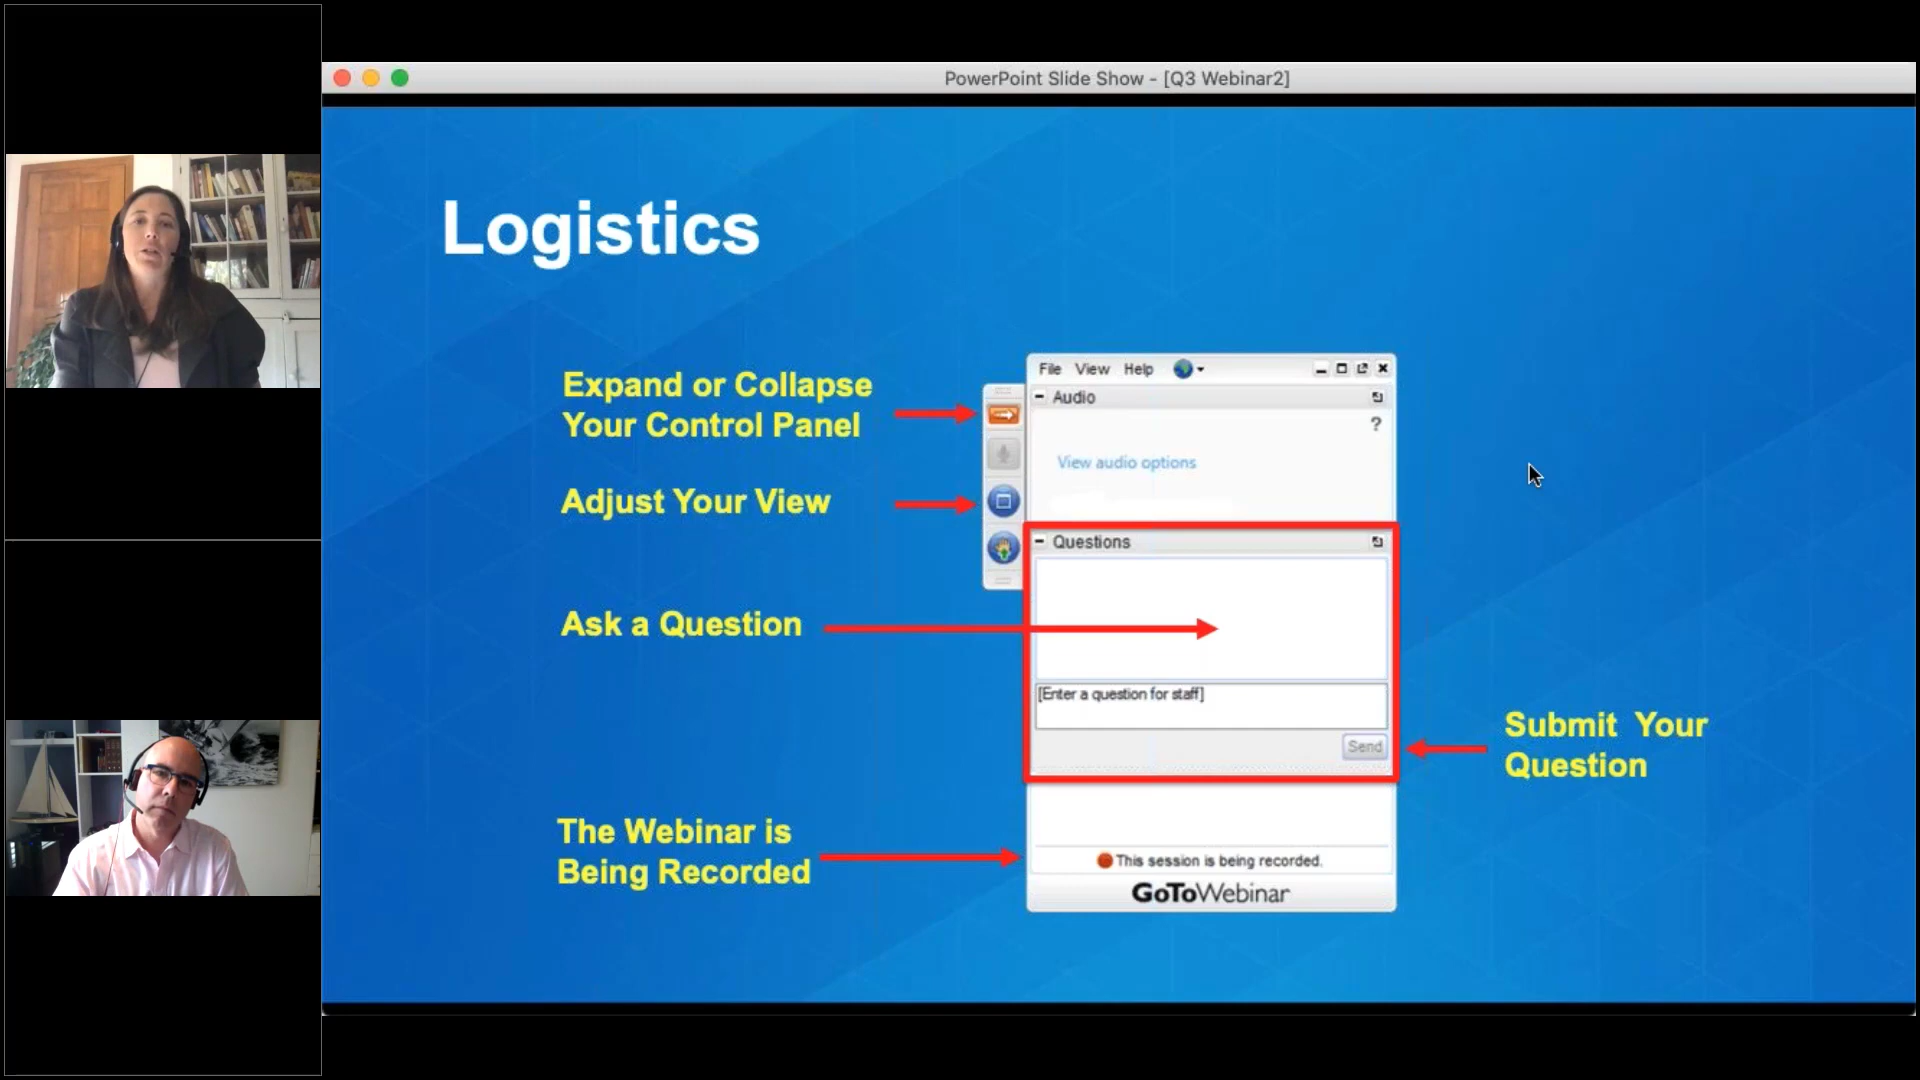 PowerPoint Slide Show - [Q3 Webinar2]
Logistics
Expand or Collapse
Your Control Panel
Adjust Your View
Ask a Question
The Webinar is
Being Recorded
File View Help
Audio
?
View audio options
Questions
[Enter a question for staff]
Send
This session is being recorded.
GoToWebinar
Submit Your
Question